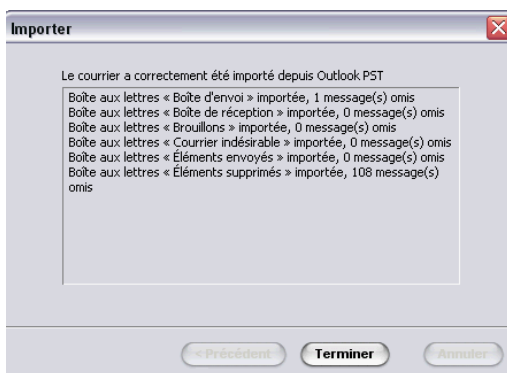 Importer
Le courrier a correctement été importé depuis Outlook PST
Boîte aux lettres « Boîte d'envoi » importée, 1 message(s) omis
Boîte aux lettres « Boîte de réception » importée, 0 message(s) omis
Boîte aux lettres « Brouillons » importée, 0 message(s) omis
Boîte aux lettres « Courrier indésirable » importée, 0 message(s) omis
Boîte aux lettres « Éléments envoyés » importée, 0 message(s) omis
Boîte aux lettres « Éléments supprimés » importée, 108 message(s)
omis
< Précédent Terminer Annuler